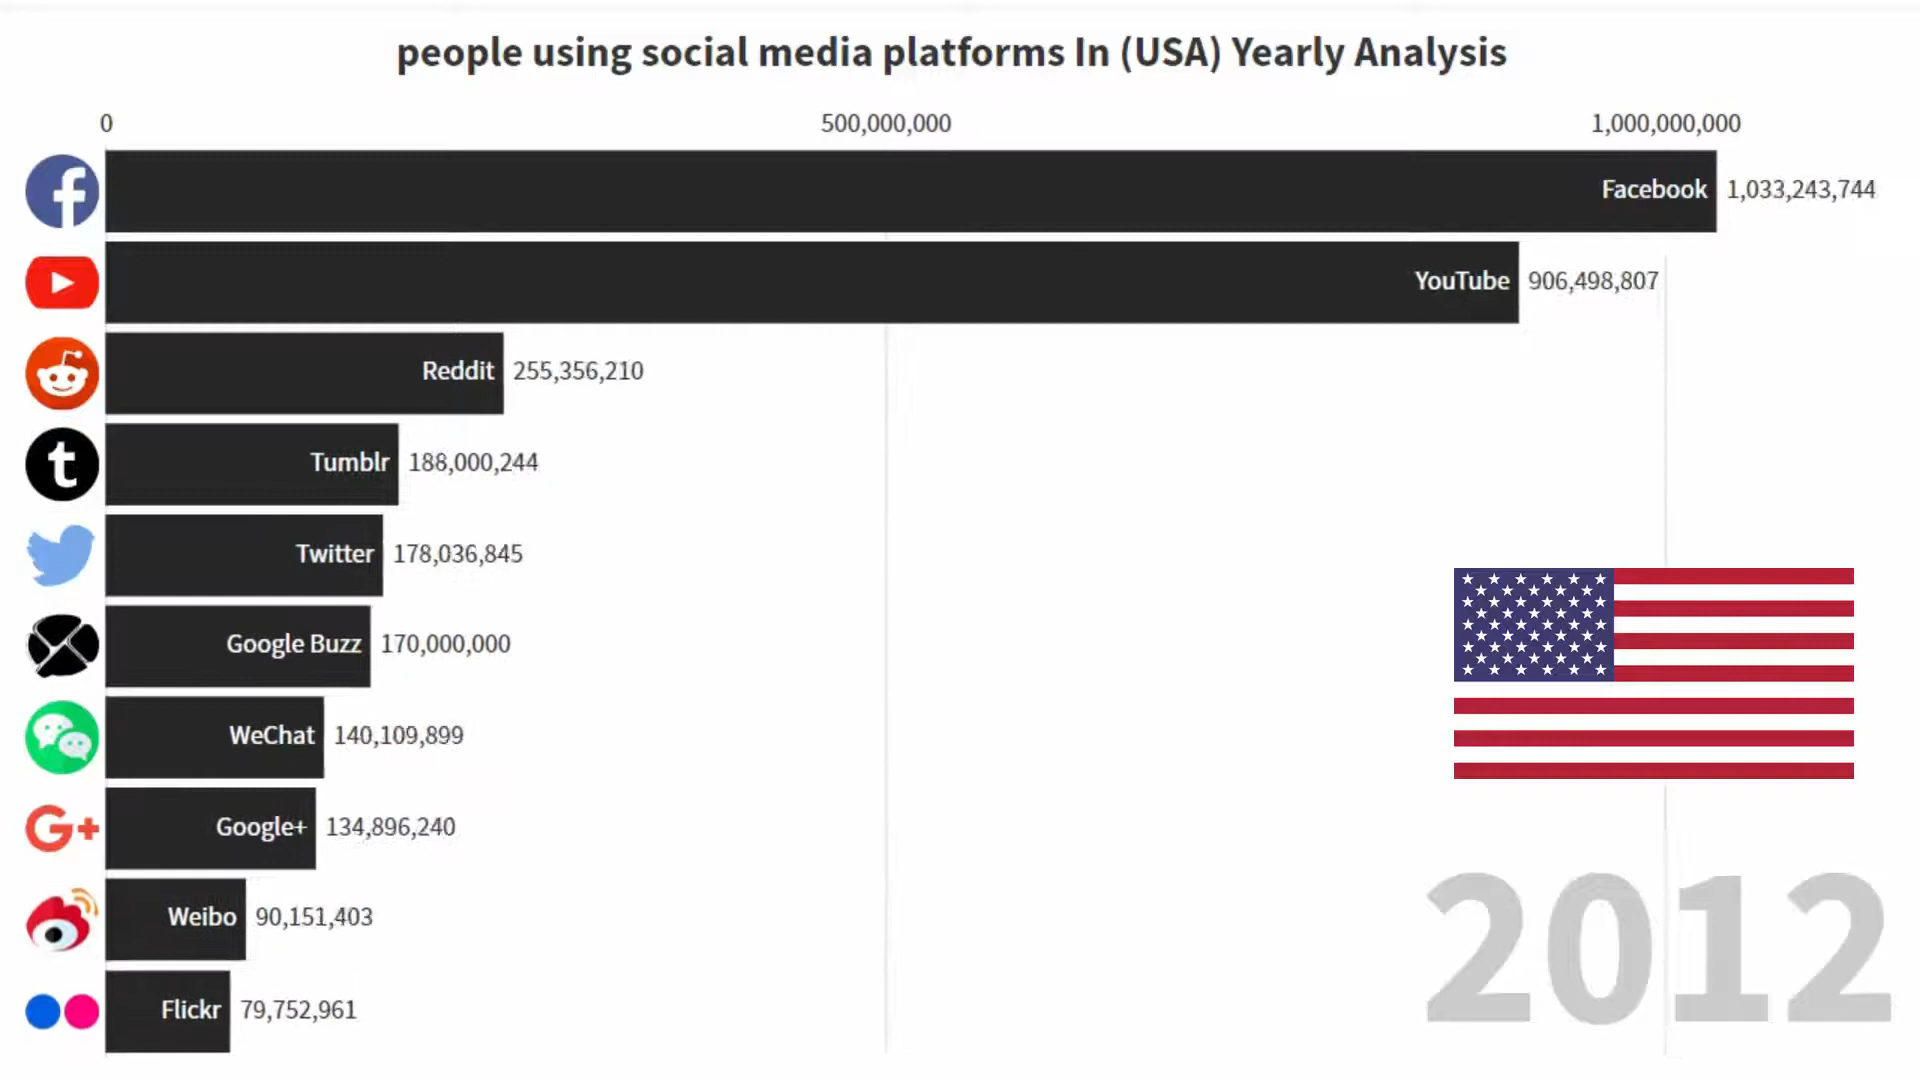 people using social media platforms In (USA) Yearly Analysis
0 500,000,000 1,000,000,000
Facebook 1,033,243,744
YouTube 906,498,807
Reddit 255,356,210
t
Tumblr 188,000,244
Twitter 178,036,845
Google Buzz 170,000,000
WeChat 140,109,899
G+
Google+ 134,896,240
Weibo 90,151,403
Flickr 79,752,961
2012